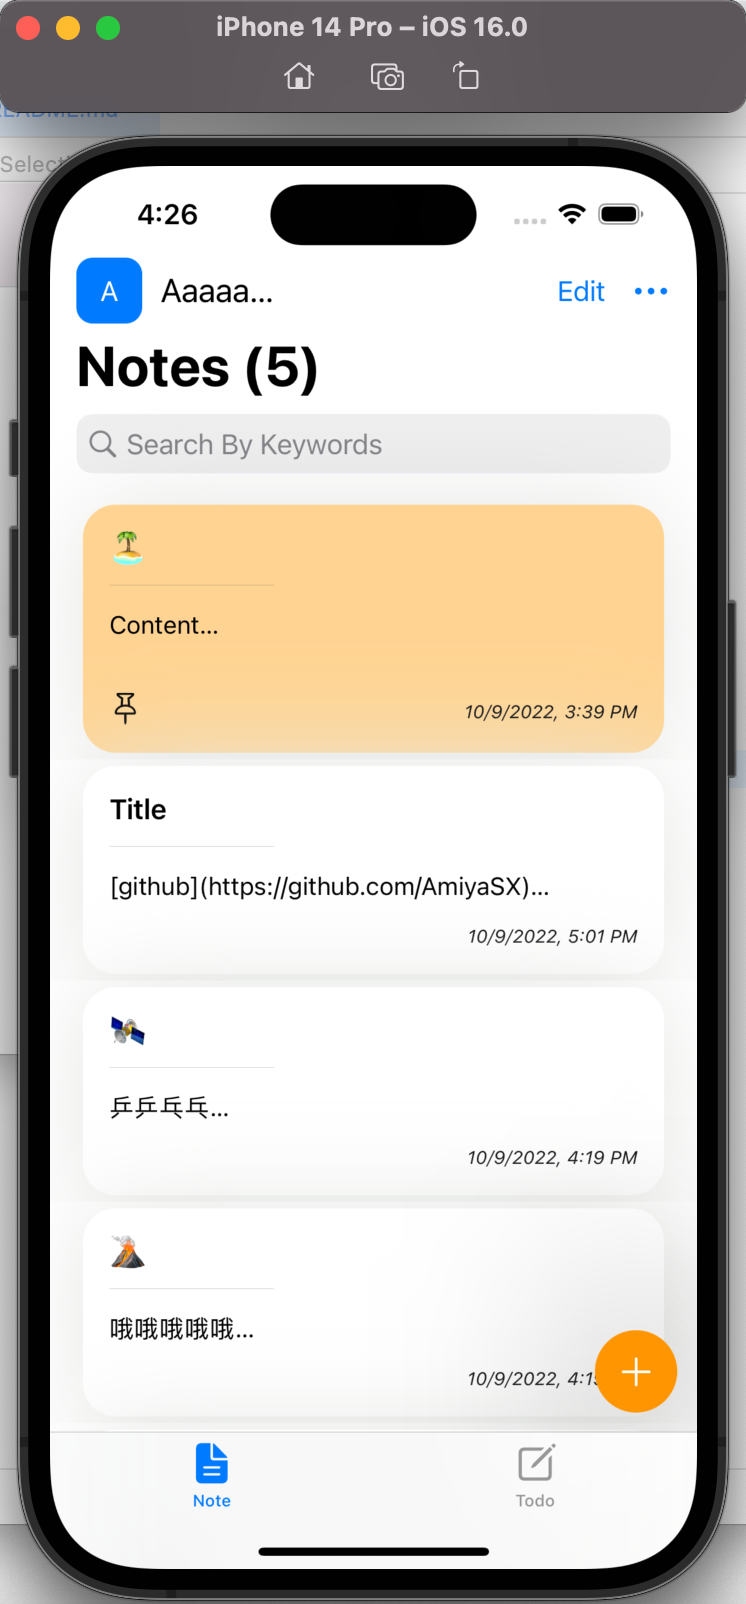 iPhone 14 Pro – iOS 16.0
Selecti
4:26
A Aaaaa... Edit
Notes (5)
Search By Keywords
🏝️
Content...
10/9/2022, 3:39 PM
Title
[github](https://github.com/AmiyaSX)...
10/9/2022, 5:01 PM
🛰️
乒乒乓乓...
10/9/2022, 4:19 PM
🌋
哦哦哦哦哦...
10/9/2022, 4:1
Note Todo